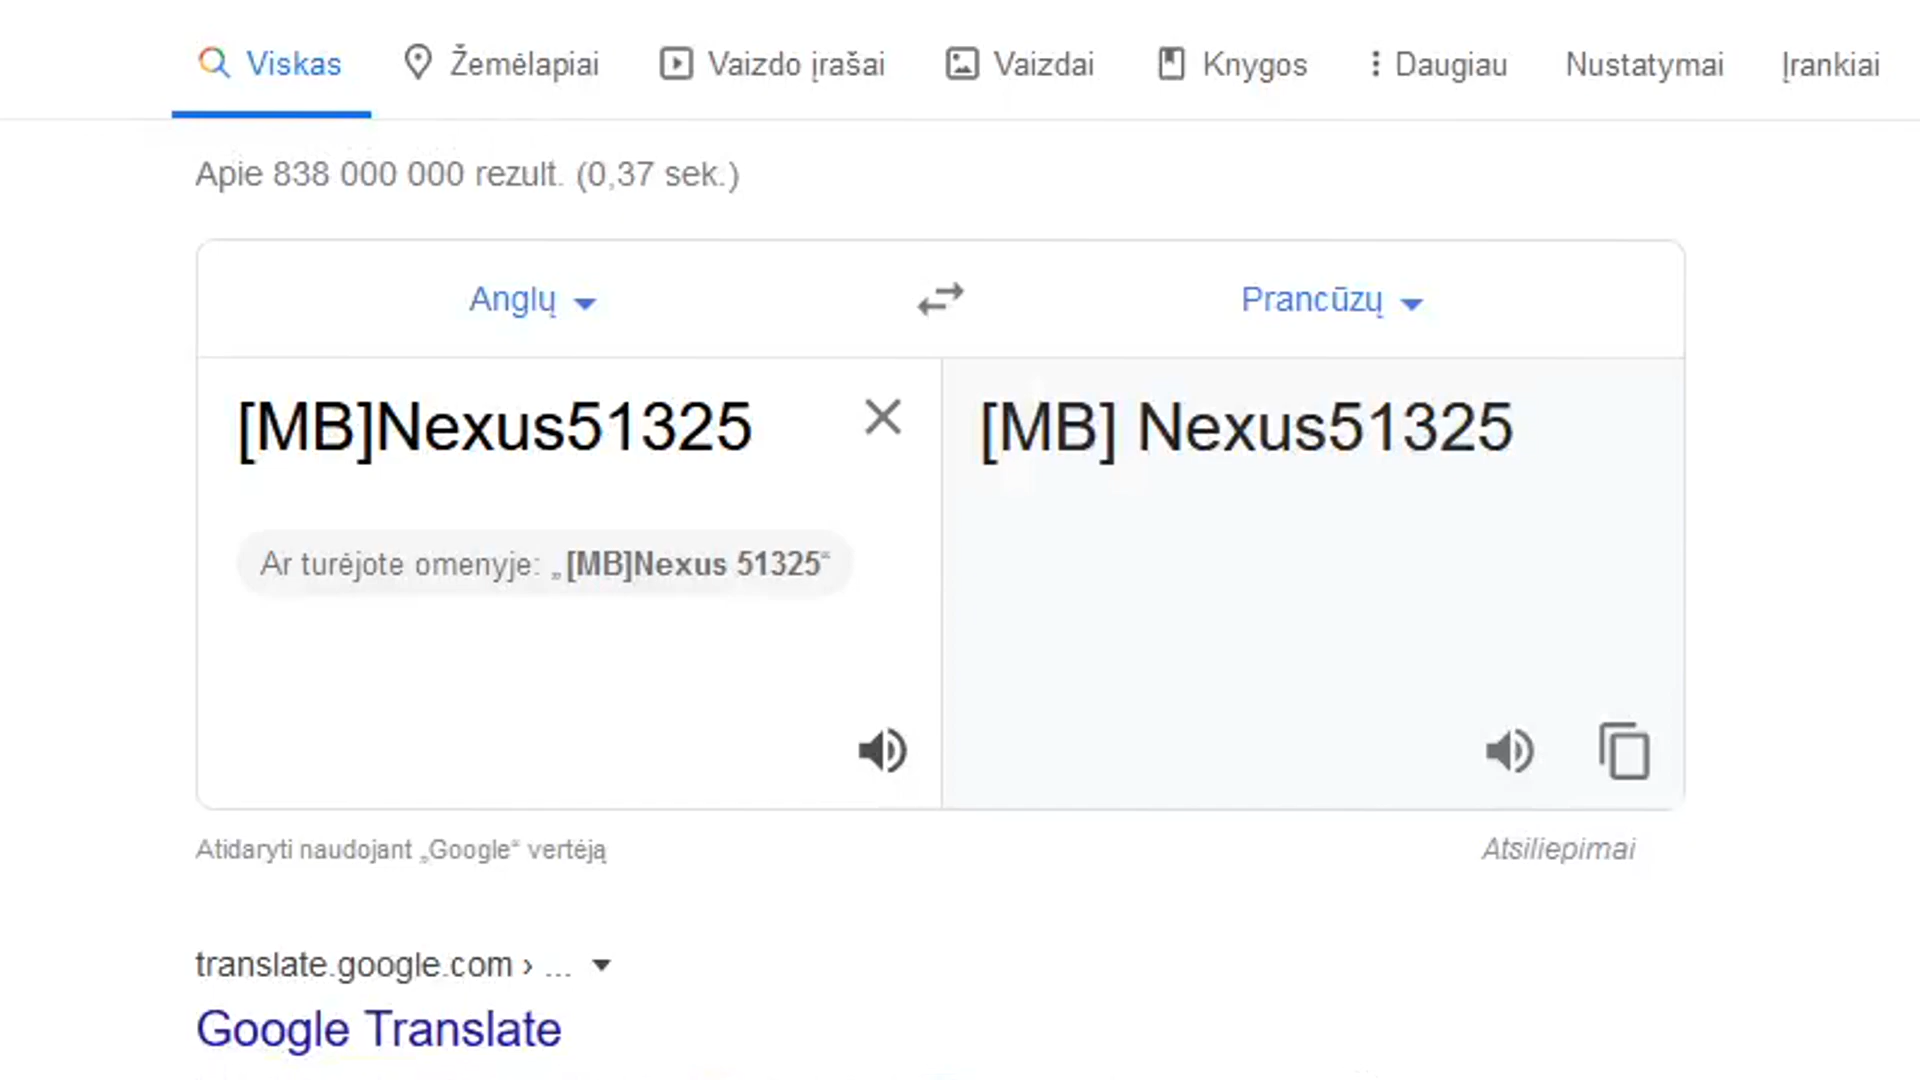 Viskas Žemėlapiai Vaizdo įrašai Vaizdai Knygos Daugiau Nustatymai Įrankiai
Apie 838 000 000 rezult. (0,37 sek.)
Anglų Prancūzų
[MB]Nexus51325 [MB] Nexus51325
Ar turėjote omenyje: „[MB]Nexus 51325“
Atidaryti naudojant „Google“ vertėją Atsiliepimai
translate.google.com › ...
Google Translate